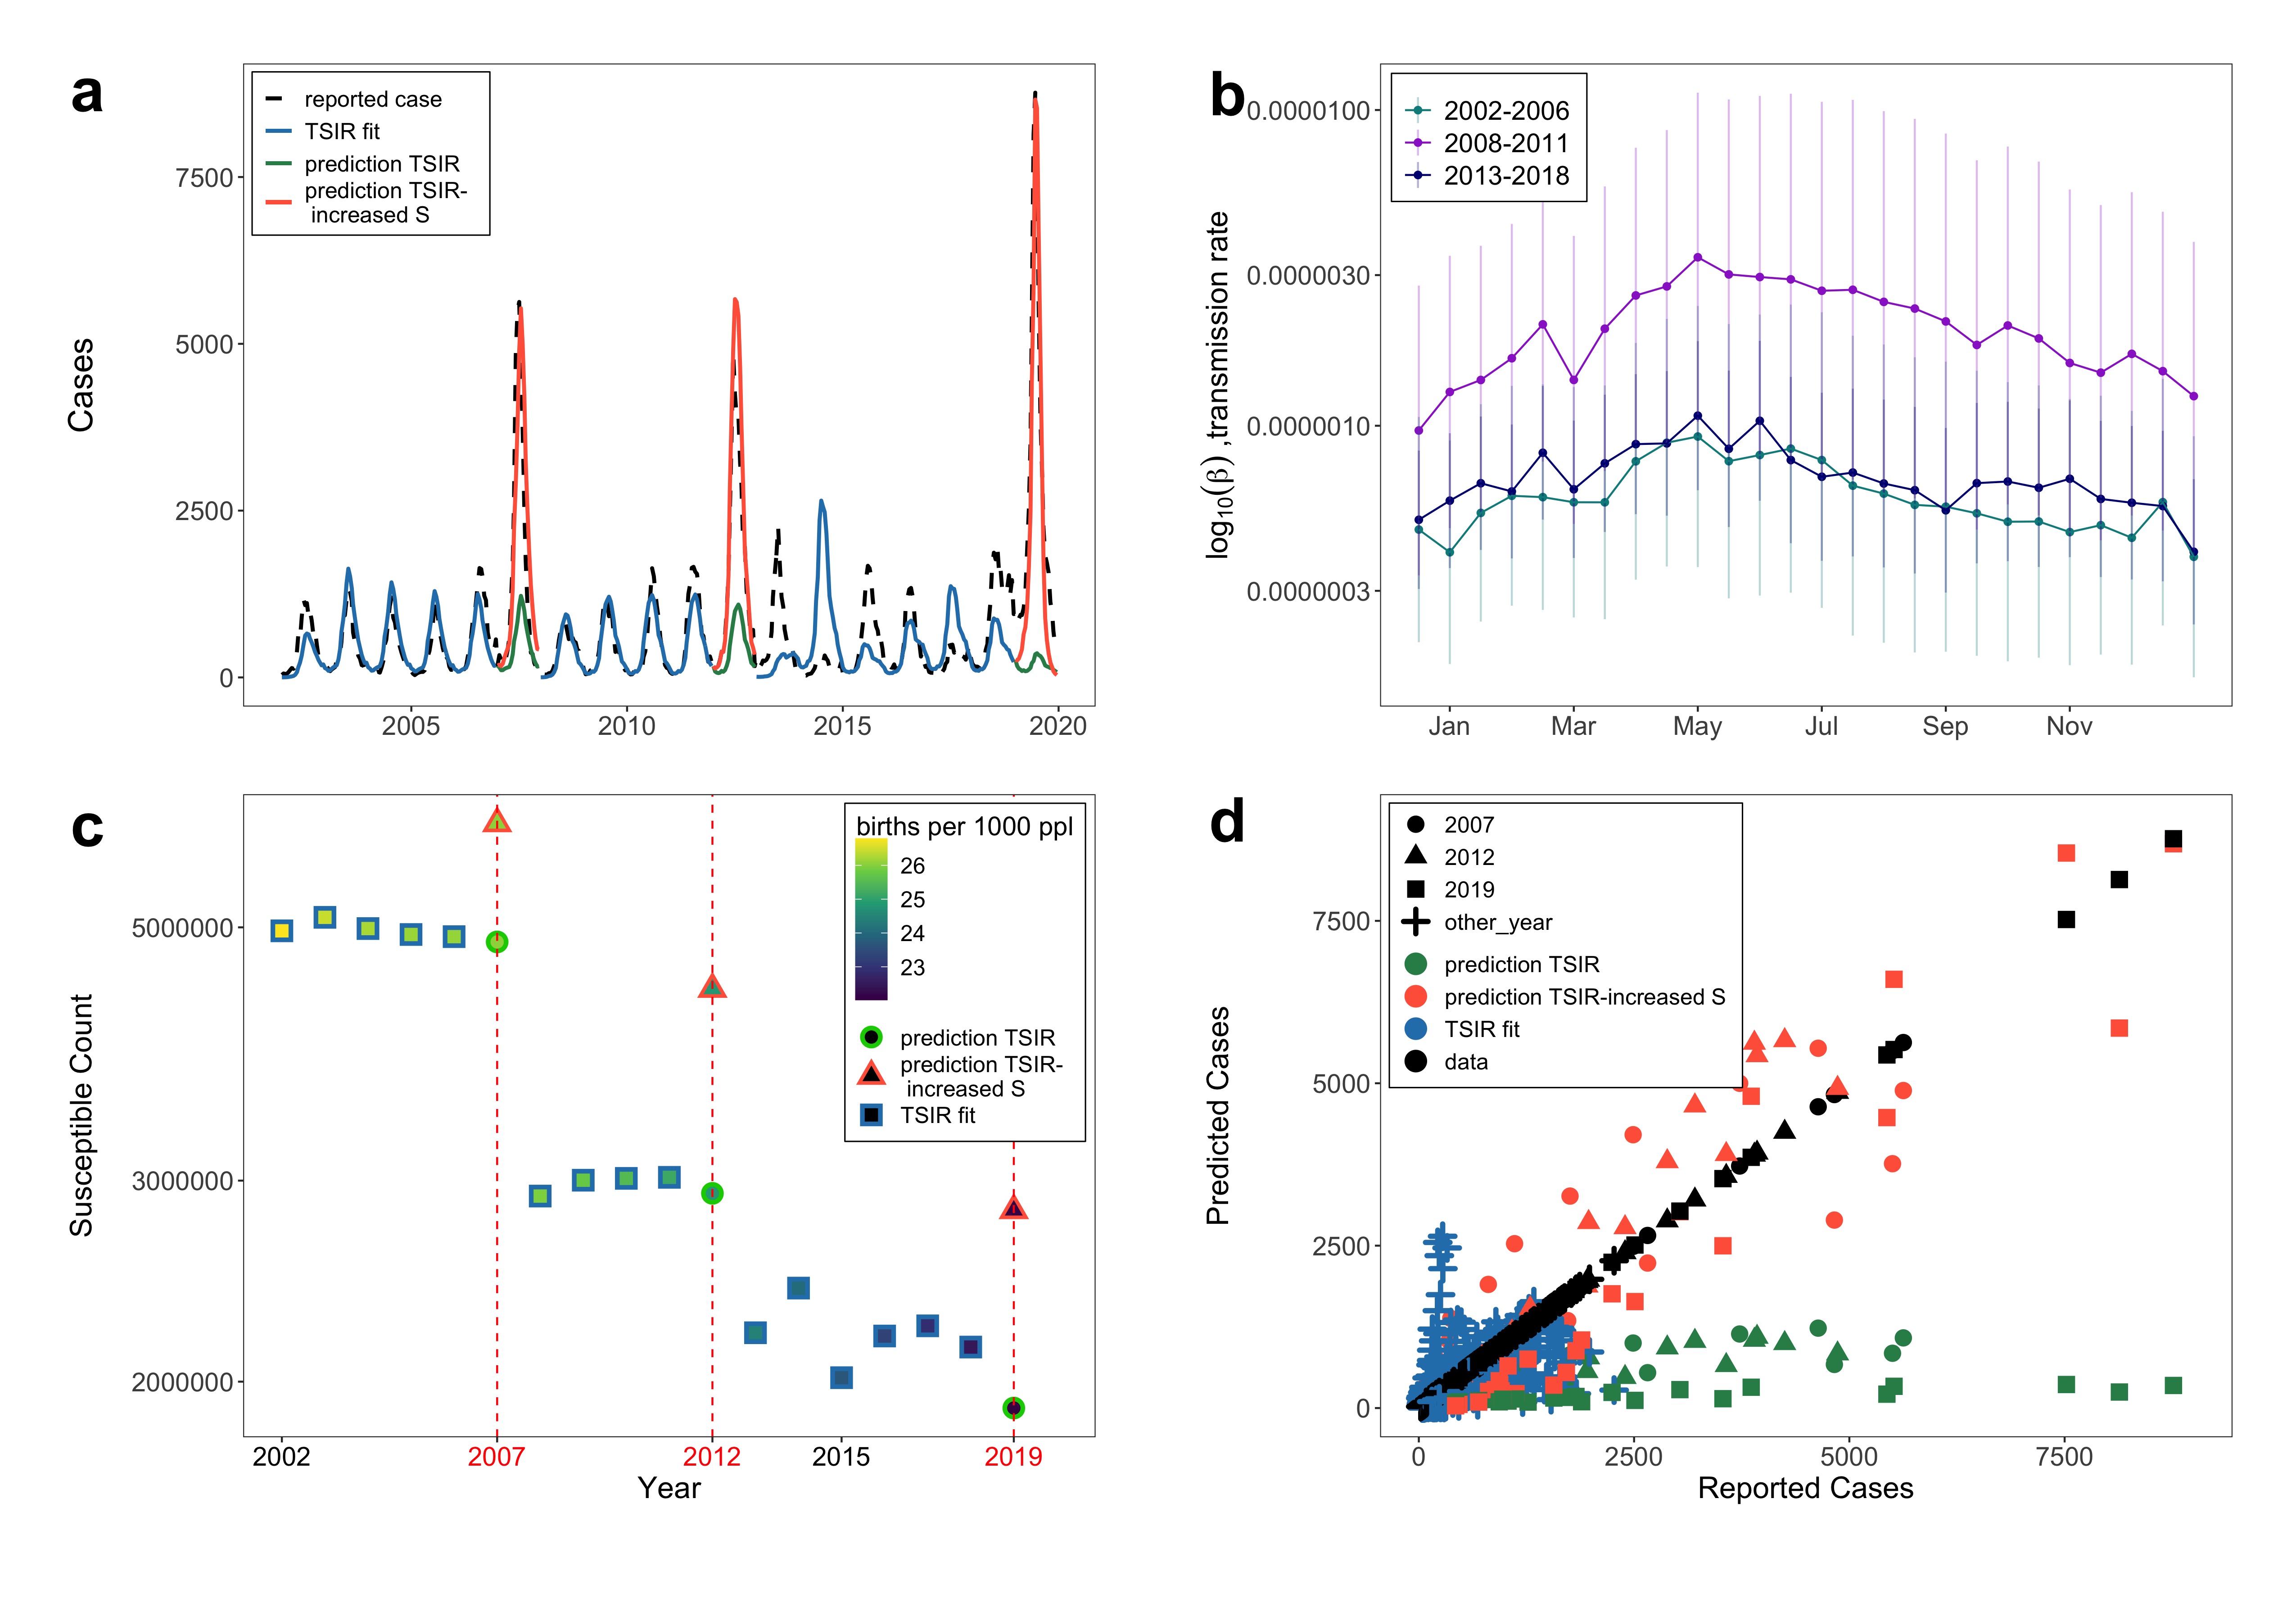 a
reported case
TSIR fit
prediction TSIR
prediction TSIR-
increased S
Cases
7500
5000
2500
0
2005
2010
2015
2020
b
2002-2006
2008-2011
2013-2018
log10(β) ,transmission rate
0.0000100
0.0000030
0.0000010
0.0000003
Jan
Mar
May
Jul
Sep
Nov
c
births per 1000 ppl
26
25
24
23
prediction TSIR
prediction TSIR-
increased S
TSIR fit
Susceptible Count
5000000
3000000
2000000
2002
2007
2012
2015
2019
Year
d
2007
2012
2019
other_year
prediction TSIR
prediction TSIR-increased S
TSIR fit
data
Predicted Cases
7500
5000
2500
0
0
2500
5000
7500
Reported Cases